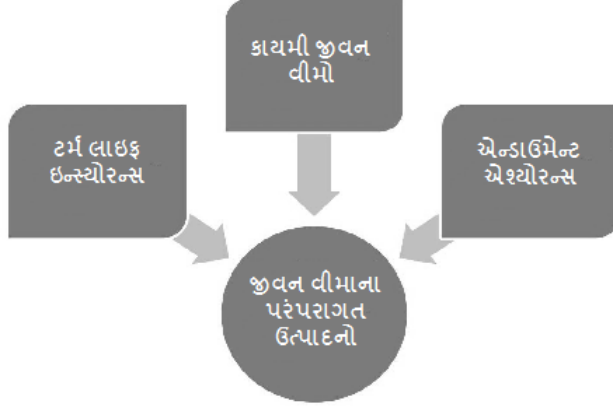 કાયમી જીવન
વીમો
ટર્મ લાઇફ
ઇન્સ્યોરન્સ
એન્ડાઉમેન્ટ
એશ્યોરન્સ
જીવન વીમાના
પરંપરાગત
ઉત્પાદનો